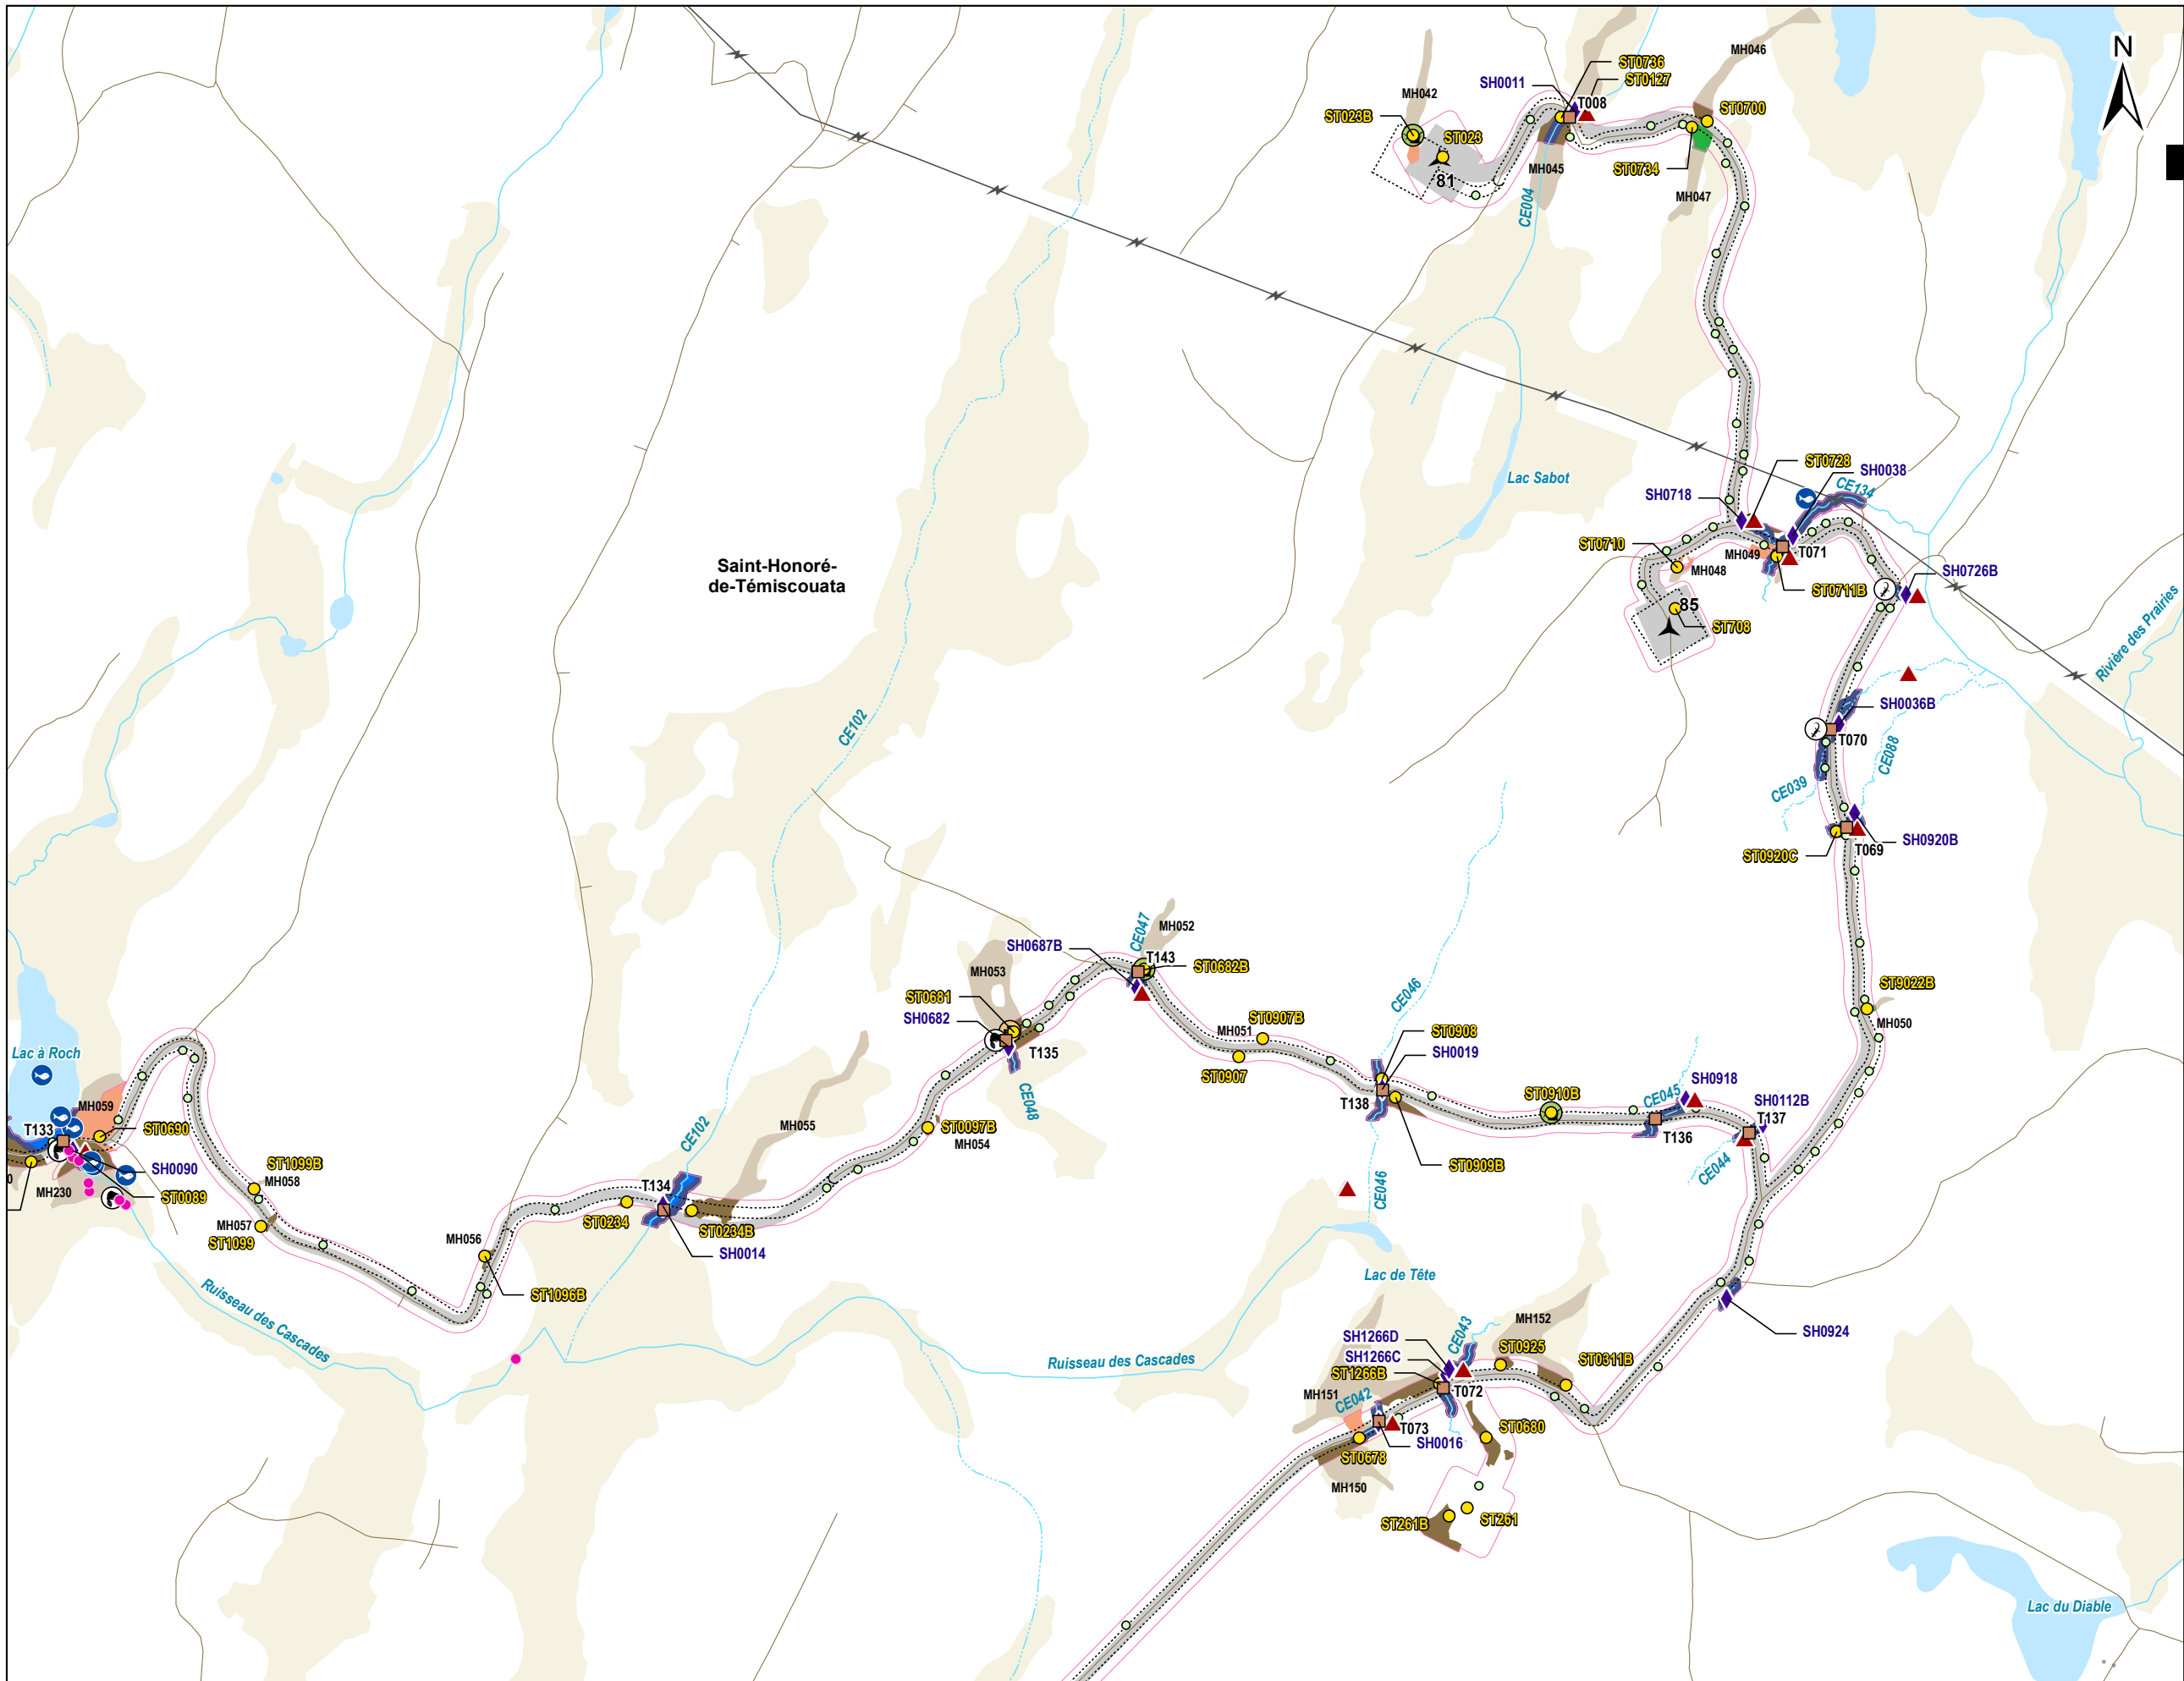 N
MH046
ST0736
SH0011
ST0127
MH042
T008
ST023B
ST0700
ST023
81
MH045
ST0734
MH047
CE004
Lac Sabot
ST0728
SH0038
SH0718
CE134
ST0710
MH049
T071
MH048
SH0726B
ST0711B
85
ST708
Rivière des Prairies
Saint-Honoré-
de-Témiscouata
CE102
SH0036B
T070
CE088
CE039
SH0920B
T069
ST0920C
CE047
MH052
SH0687B
T143
ST0682B
MH053
ST0681
SH0682
T135
CE048
CE046
ST9022B
MH050
MH051
ST0907B
ST0907
ST0908
SH0019
T138
ST0910B
CE045
SH0918
SH0112B
T137
T136
CE044
ST0909B
CE046
Lac à Roch
MH059
T133
ST0690
SH0090
ST0089
MH230
0
ST1099B
MH058
MH057
ST1099
MH055
ST0097B
MH054
CE102
T134
ST0234
ST0234B
SH0014
MH056
ST1096B
Ruisseau des Cascades
Lac de Tête
Ruisseau des Cascades
SH0924
MH152
SH1266D
CE043
SH1266C
ST0925
ST1266B
ST0311B
T072
MH151
CE042
T073
SH0016
ST0680
ST0678
MH150
ST261B
ST261
Lac du Diable